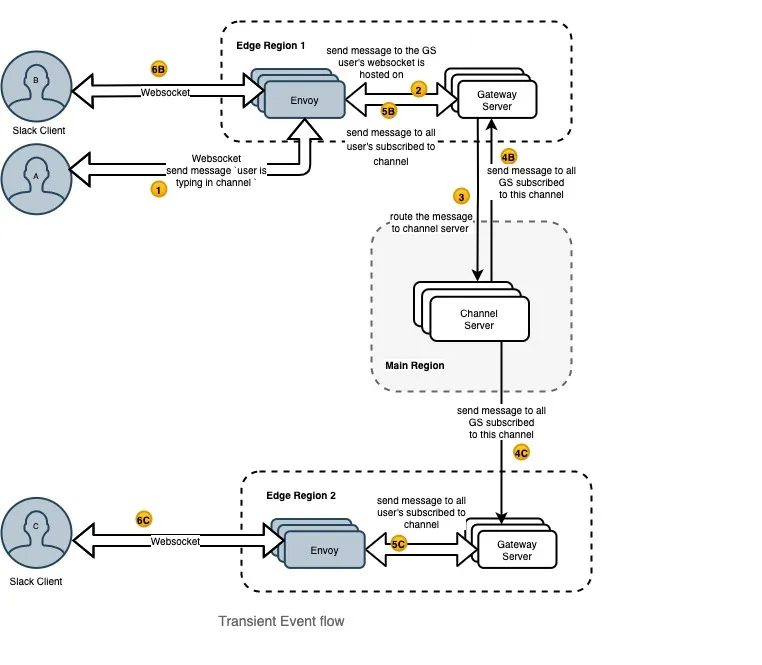 Edge Region 1
send message to the GS
user's websocket is
hosted on
B
6B
Websocket
Slack Client
Envoy
2
5B
Gateway
Server
send message to all
user's subscribed to
channel
A
Websocket
send message `user is
typing in channel `
1
4B
send message to all
GS subscribed
to this channel
3
route the message
to channel server
Channel
Server
Main Region
send message to all
GS subscribed
to this channel
4C
Edge Region 2
send message to all
user's subscribed to
channel
C
6C
Websocket
Slack Client
Envoy
5C
Gateway
Server
Transient Event flow